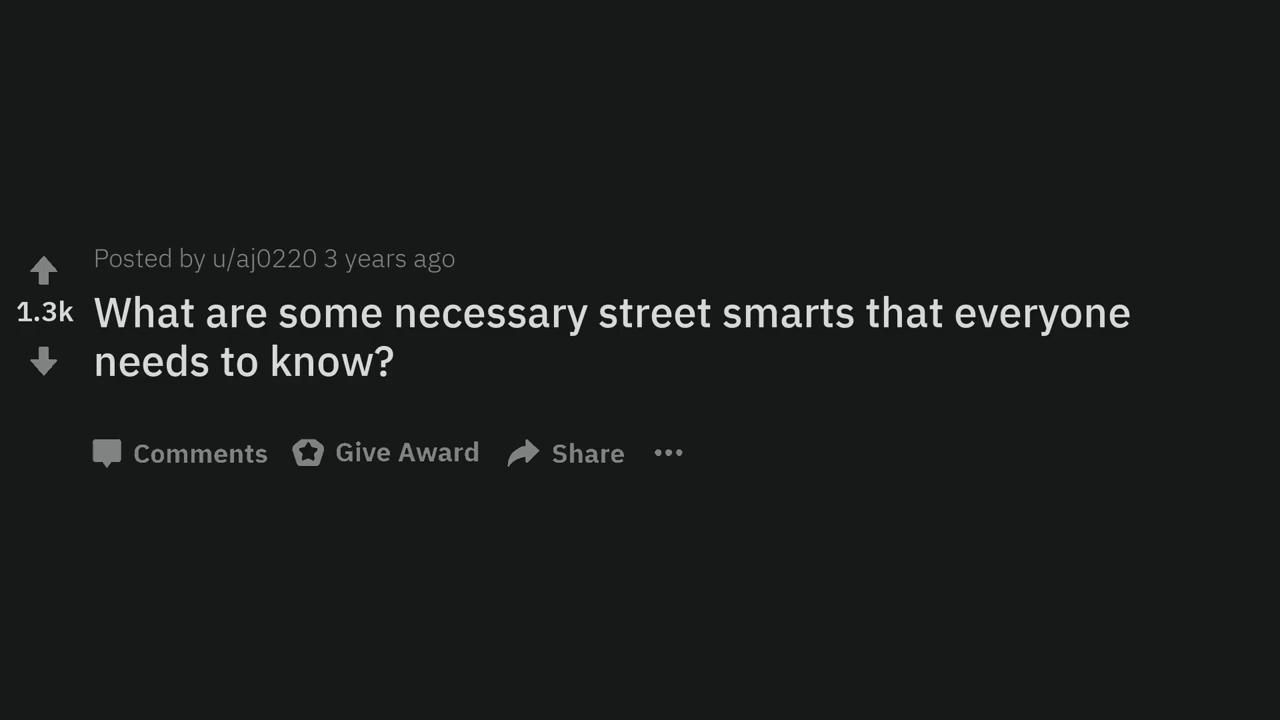 Posted by u/aj0220 3 years ago
1.3k
What are some necessary street smarts that everyone
needs to know?
Comments Give Award Share •••